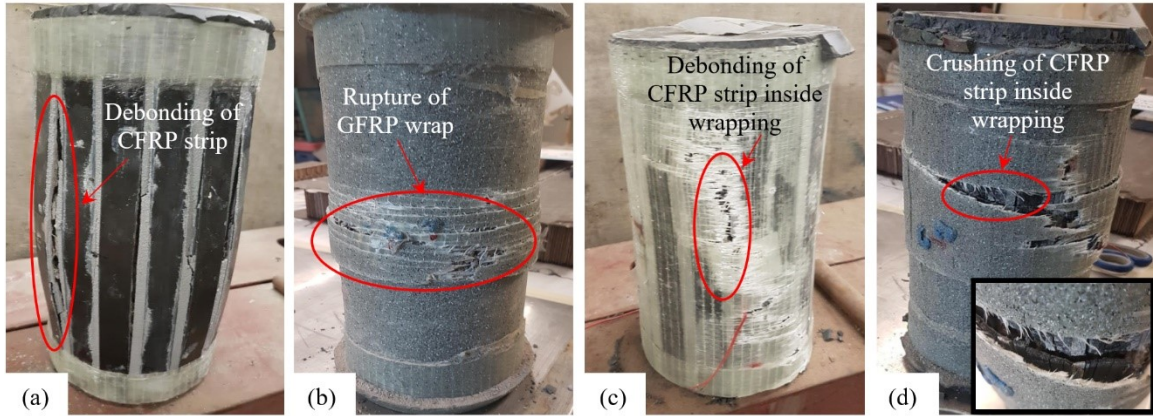 Debonding of
CFRP strip
(a)
Rupture of
GFRP wrap
(b)
Debonding of
CFRP strip inside
wrapping
(c)
Crushing of CFRP
strip inside
wrapping
(d)